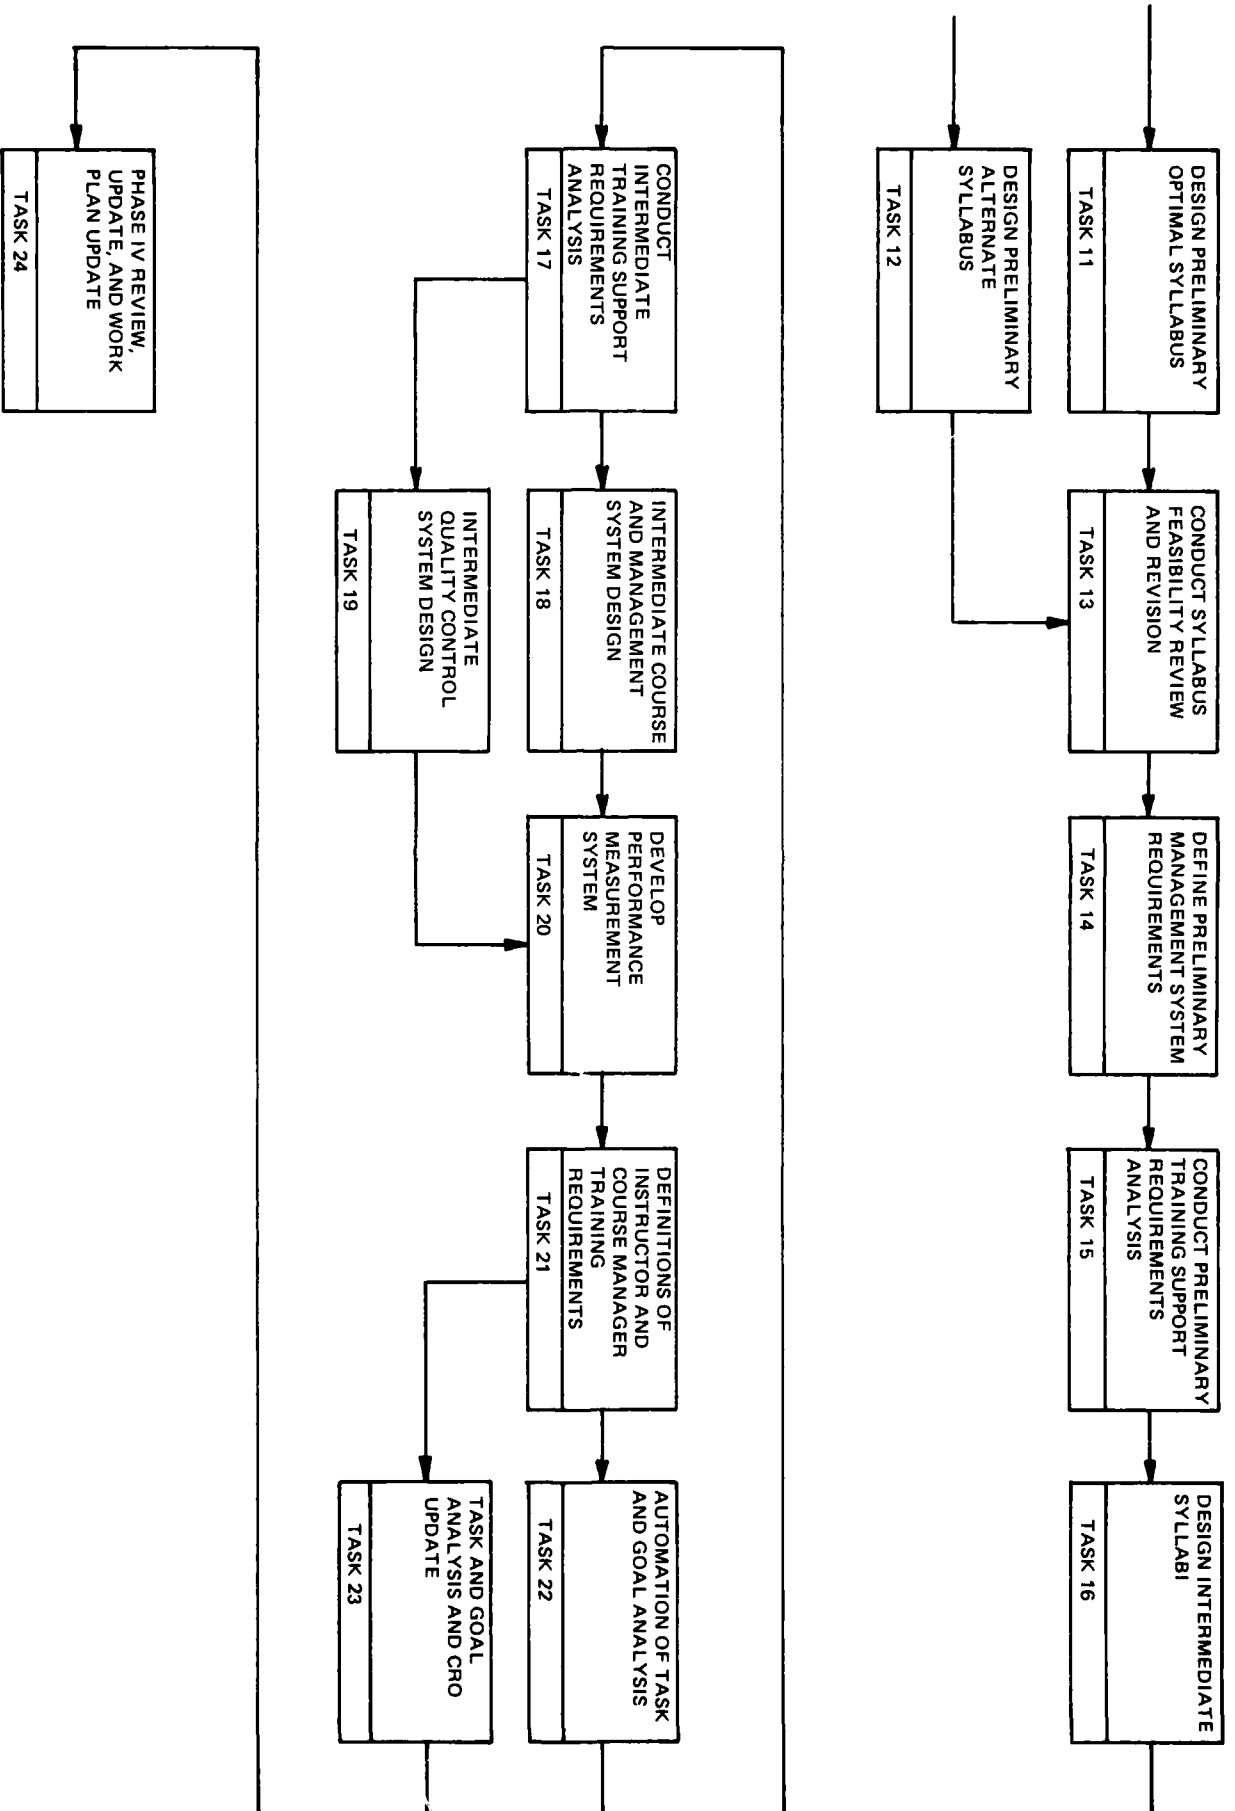 DESIGN PRELIMINARY
OPTIMAL SYLLABUS
TASK 11
CONDUCT SYLLABUS
FEASIBILITY REVIEW
AND REVISION
TASK 13
DEFINE PRELIMINARY
MANAGEMENT SYSTEM
REQUIREMENTS
TASK 14
CONDUCT PRELIMINARY
TRAINING SUPPORT
REQUIREMENTS
ANALYSIS
TASK 15
DESIGN INTERMEDIATE
SYLLABI
TASK 16
DESIGN PRELIMINARY
ALTERNATE
SYLLABUS
TASK 12
CONDUCT
INTERMEDIATE
TRAINING SUPPORT
REQUIREMENTS
ANALYSIS
TASK 17
INTERMEDIATE COURSE
AND MANAGEMENT
SYSTEM DESIGN
TASK 18
DEVELOP
PERFORMANCE
MEASUREMENT
SYSTEM
TASK 20
DEFINITIONS OF
INSTRUCTOR AND
COURSE MANAGER
TRAINING
REQUIREMENTS
TASK 21
AUTOMATION OF TASK
AND GOAL ANALYSIS
TASK 22
INTERMEDIATE
QUALITY CONTROL
SYSTEM DESIGN
TASK 19
TASK AND GOAL
ANALYSIS AND CRO
UPDATE
TASK 23
PHASE IV REVIEW,
UPDATE, AND WORK
PLAN UPDATE
TASK 24